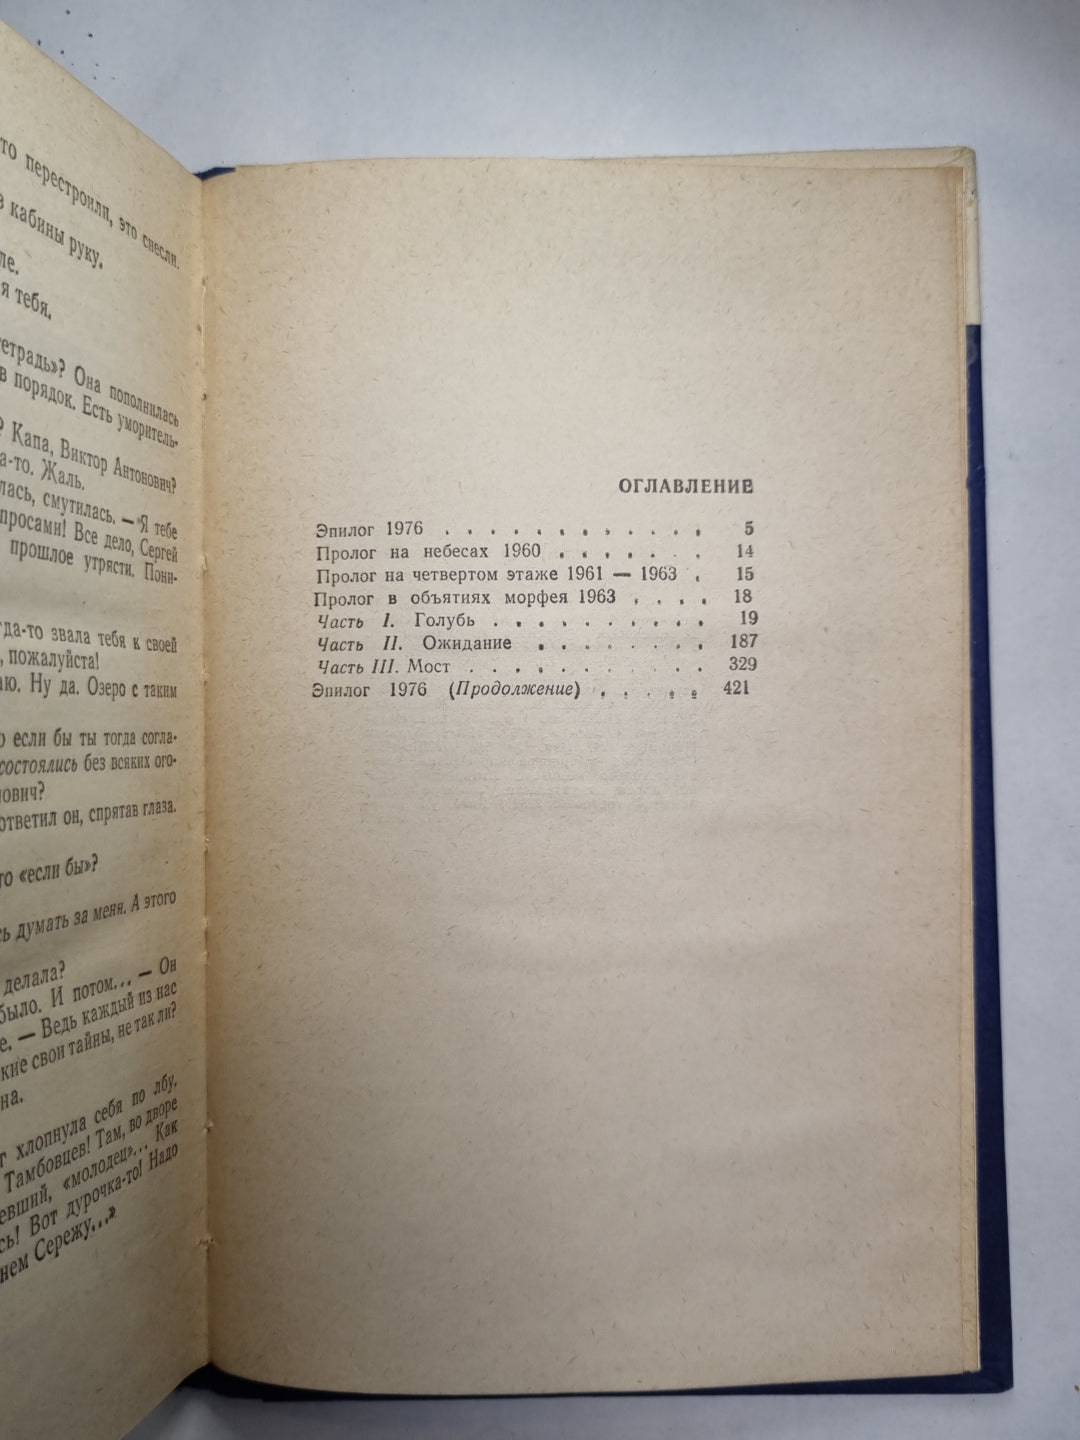 то перестроили, это снесли.
з кабины руку.
ле.
я тебя.
етрадь»? Она пополнилась
в порядок. Есть уморитель-
? Капа, Виктор Антонович?
а-то. Жаль.
лась, смутилась. — Я тебе
просами! Все дело, Сергей
прошлое утрясти. Пони-
гда-то звала тебя к своей
, пожалуйста!
аю. Ну да. Озеро с таким
о если бы ты тогда согла-
состоялись без всяких ого-
нович?
ответил он, спрятав глаза.
то «если бы»?
сь думать за меня. А этого
делала?
было. И потом... — Он
е. — Ведь каждый из нас
кие свои тайны, не так ли?
на.
г хлопнула себя по лбу.
Тамбовцев! Там, во дворе
евший, «молодец»... Как
сь! Вот дурочка-то! Надо
нем Сережу...»
ОГЛАВЛЕНИЕ
Эпилог 1976 . . . . . . . . . . . . 5
Пролог на небесах 1960 . . . . . . . 14
Пролог на четвертом этаже 1961 — 1963 . 15
Пролог в объятиях морфея 1963 . . . . 18
Часть I. Голубь . . . . . . . . . . 19
Часть II. Ожидание . . . . . . . . 187
Часть III. Мост . . . . . . . . . . . 329
Эпилог 1976 (Продолжение) . . . . . 421